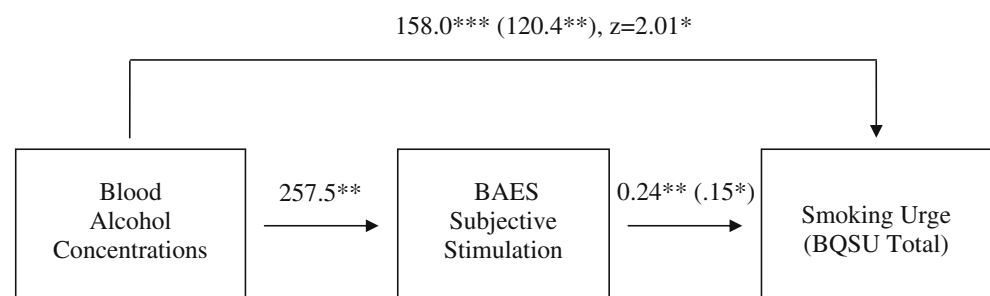 158.0*** (120.4**), z=2.01*
Blood
Alcohol
Concentrations
257.5**
BAES
Subjective
Stimulation
0.24** (.15*)
Smoking Urge
(BQSU Total)